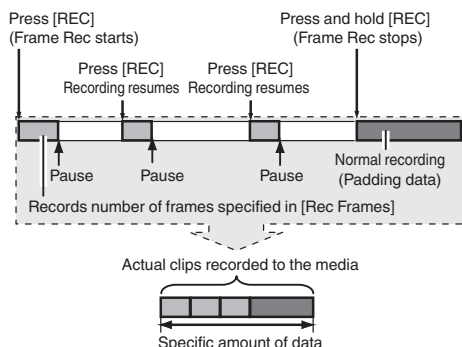 Press [REC]
(Frame Rec starts)
Press and hold [REC]
(Frame Rec stops)
Press [REC]
Recording resumes
Press [REC]
Recording resumes
Pause
Pause
Pause
Normal recording
(Padding data)
Records number of frames specified in [Rec Frames]
Actual clips recorded to the media
Specific amount of data